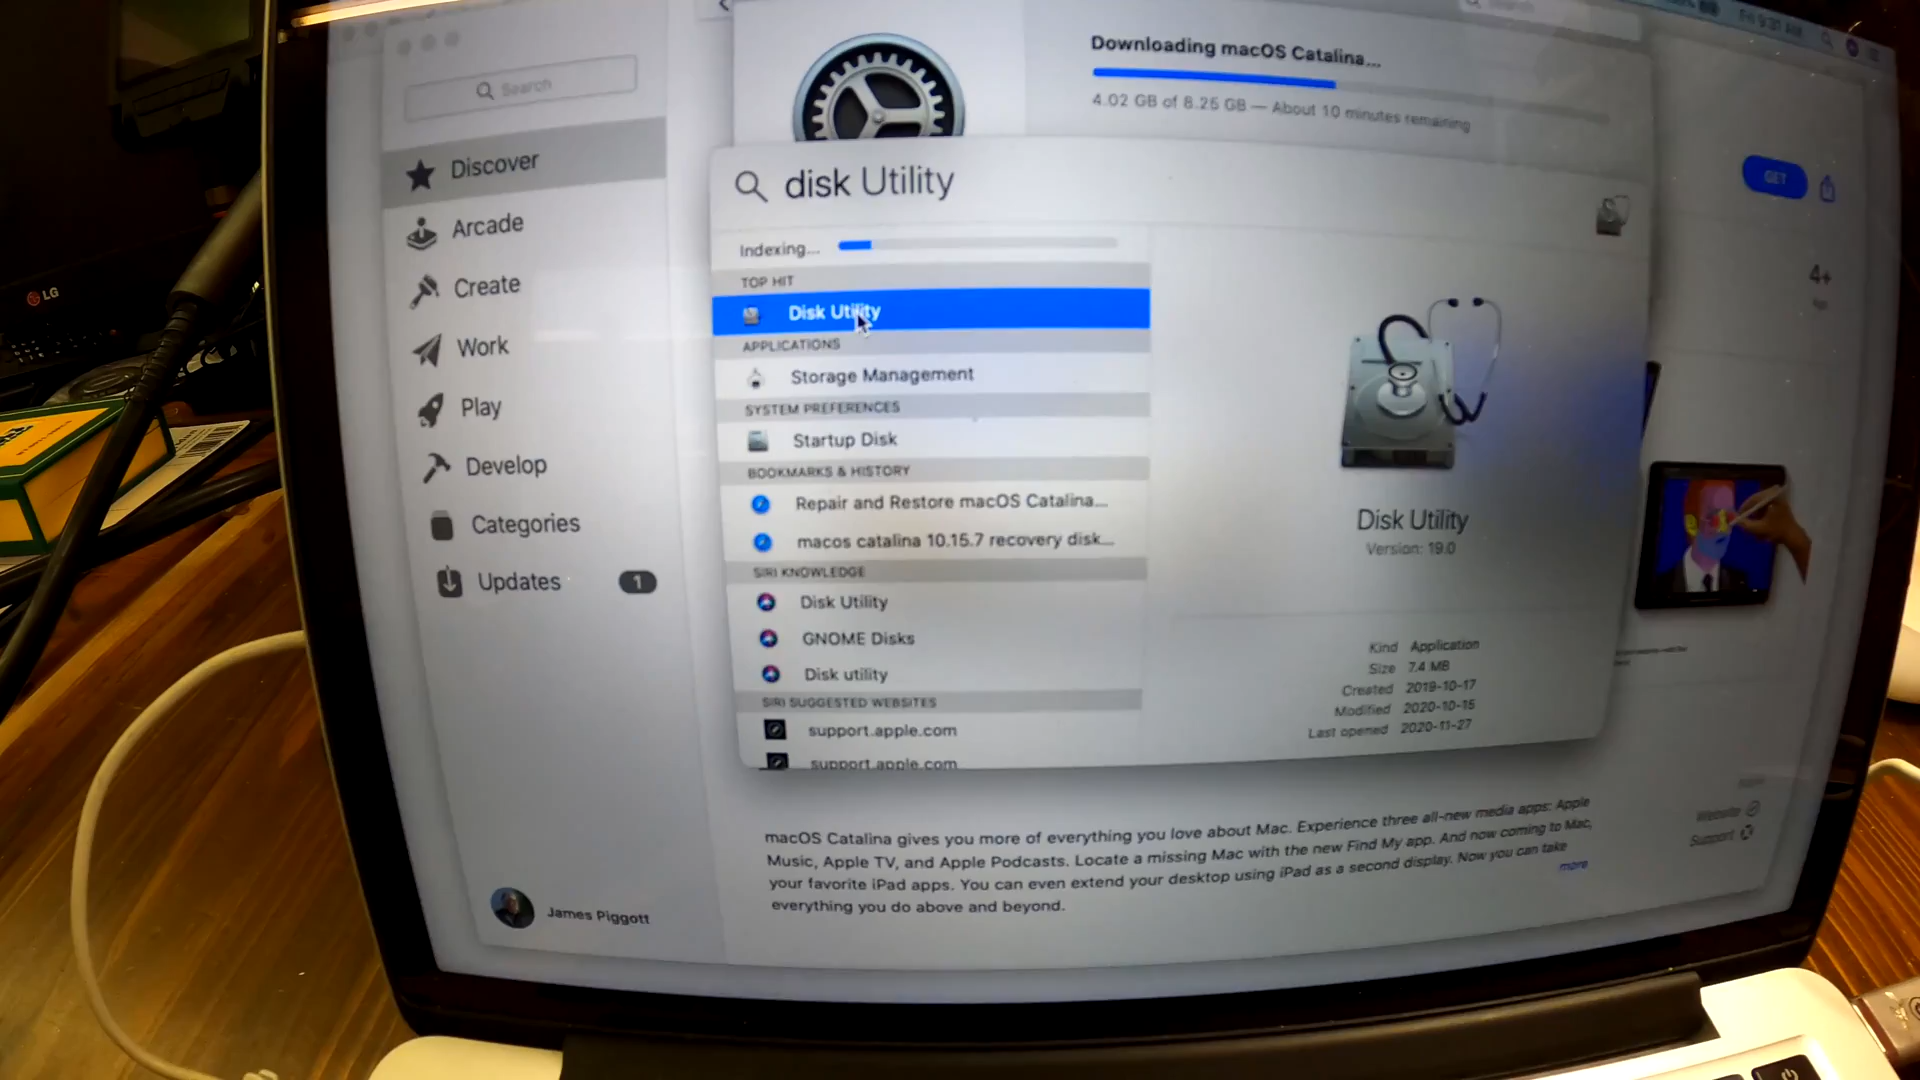 LG
Search
Discover
Arcade
Create
Work
Play
Develop
Categories
Updates
1
James Piggott
Search
Downloading macOS Catalina...
4.02 GB of 8.25 GB — About 10 minutes remaining
disk Utility
Indexing...
TOP HIT
Disk Utility
APPLICATIONS
Storage Management
SYSTEM PREFERENCES
Startup Disk
BOOKMARKS & HISTORY
Repair and Restore macOS Catalina...
macos catalina 10.15.7 recovery disk...
SIRI KNOWLEDGE
Disk Utility
GNOME Disks
Disk utility
SIRI SUGGESTED WEBSITES
support.apple.com
support.apple.com
Disk Utility
Version: 19.0
Kind Application
Size 7.4 MB
Created 2019-10-17
Modified 2020-10-15
Last opened 2020-11-27
Fri 9:31 AM
GET
4+
macOS Catalina gives you more of everything you love about Mac. Experience three all-new media apps: Apple
Music, Apple TV, and Apple Podcasts. Locate a missing Mac with the new Find My app. And now coming to Mac,
your favorite iPad apps. You can even extend your desktop using iPad as a second display. Now you can take
everything you do above and beyond.
more
Website
Support